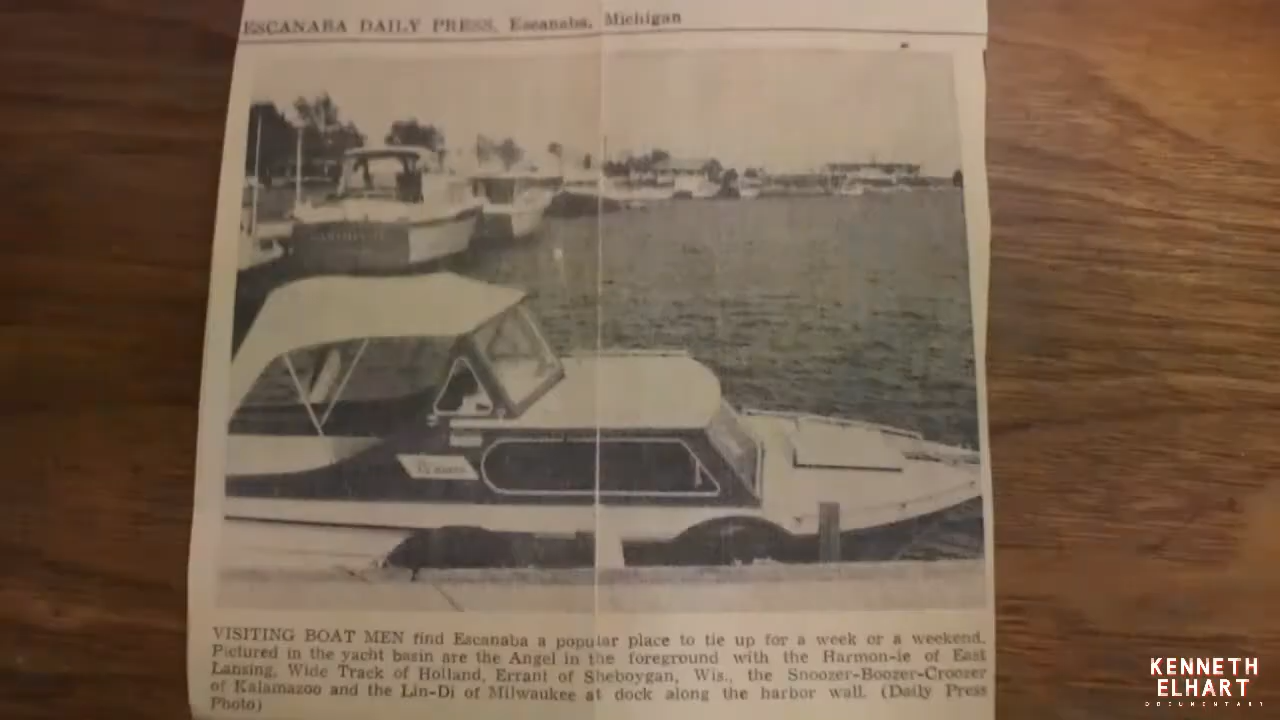 ESCANABA DAILY PRESS, Escanaba, Michigan
VISITING BOAT MEN find Escanaba a popular place to tie up for a week or a weekend.
Pictured in the yacht basin are the Angel in the foreground with the Harmon-ie of East
Lansing, Wide Track of Holland, Errant of Sheboygan, Wis., the Snoozer-Boozer-Croozer
of Kalamazoo and the Lin-Di of Milwaukee at dock along the harbor wall. (Daily Press
Photo)
KENNETH
ELHART
DOCUMENTARY